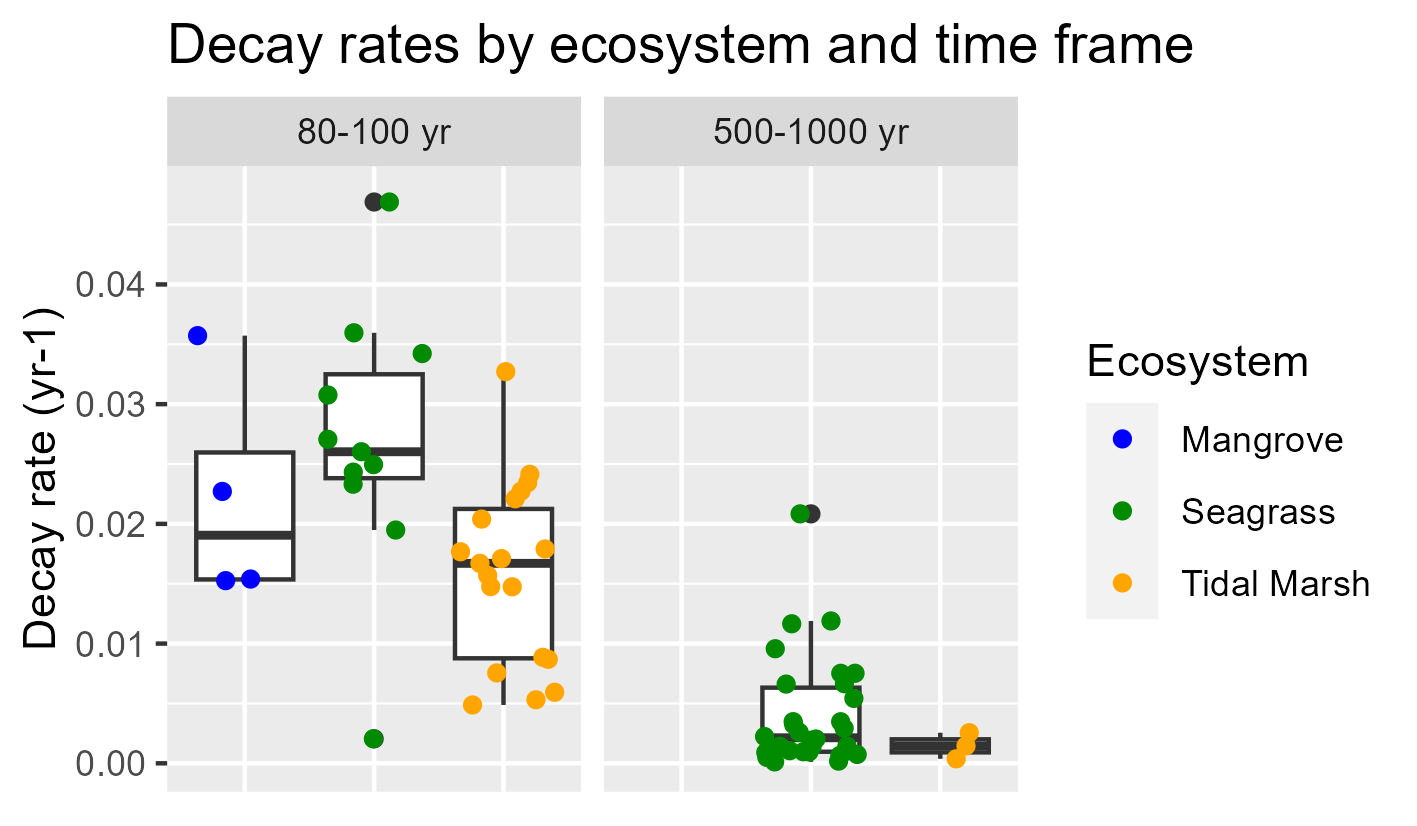 Decay rates by ecosystem and time frame
80-100 yr
500-1000 yr
0.04
0.03
0.02
0.01
0.00
Decay rate (yr-1)
Ecosystem
Mangrove
Seagrass
Tidal Marsh